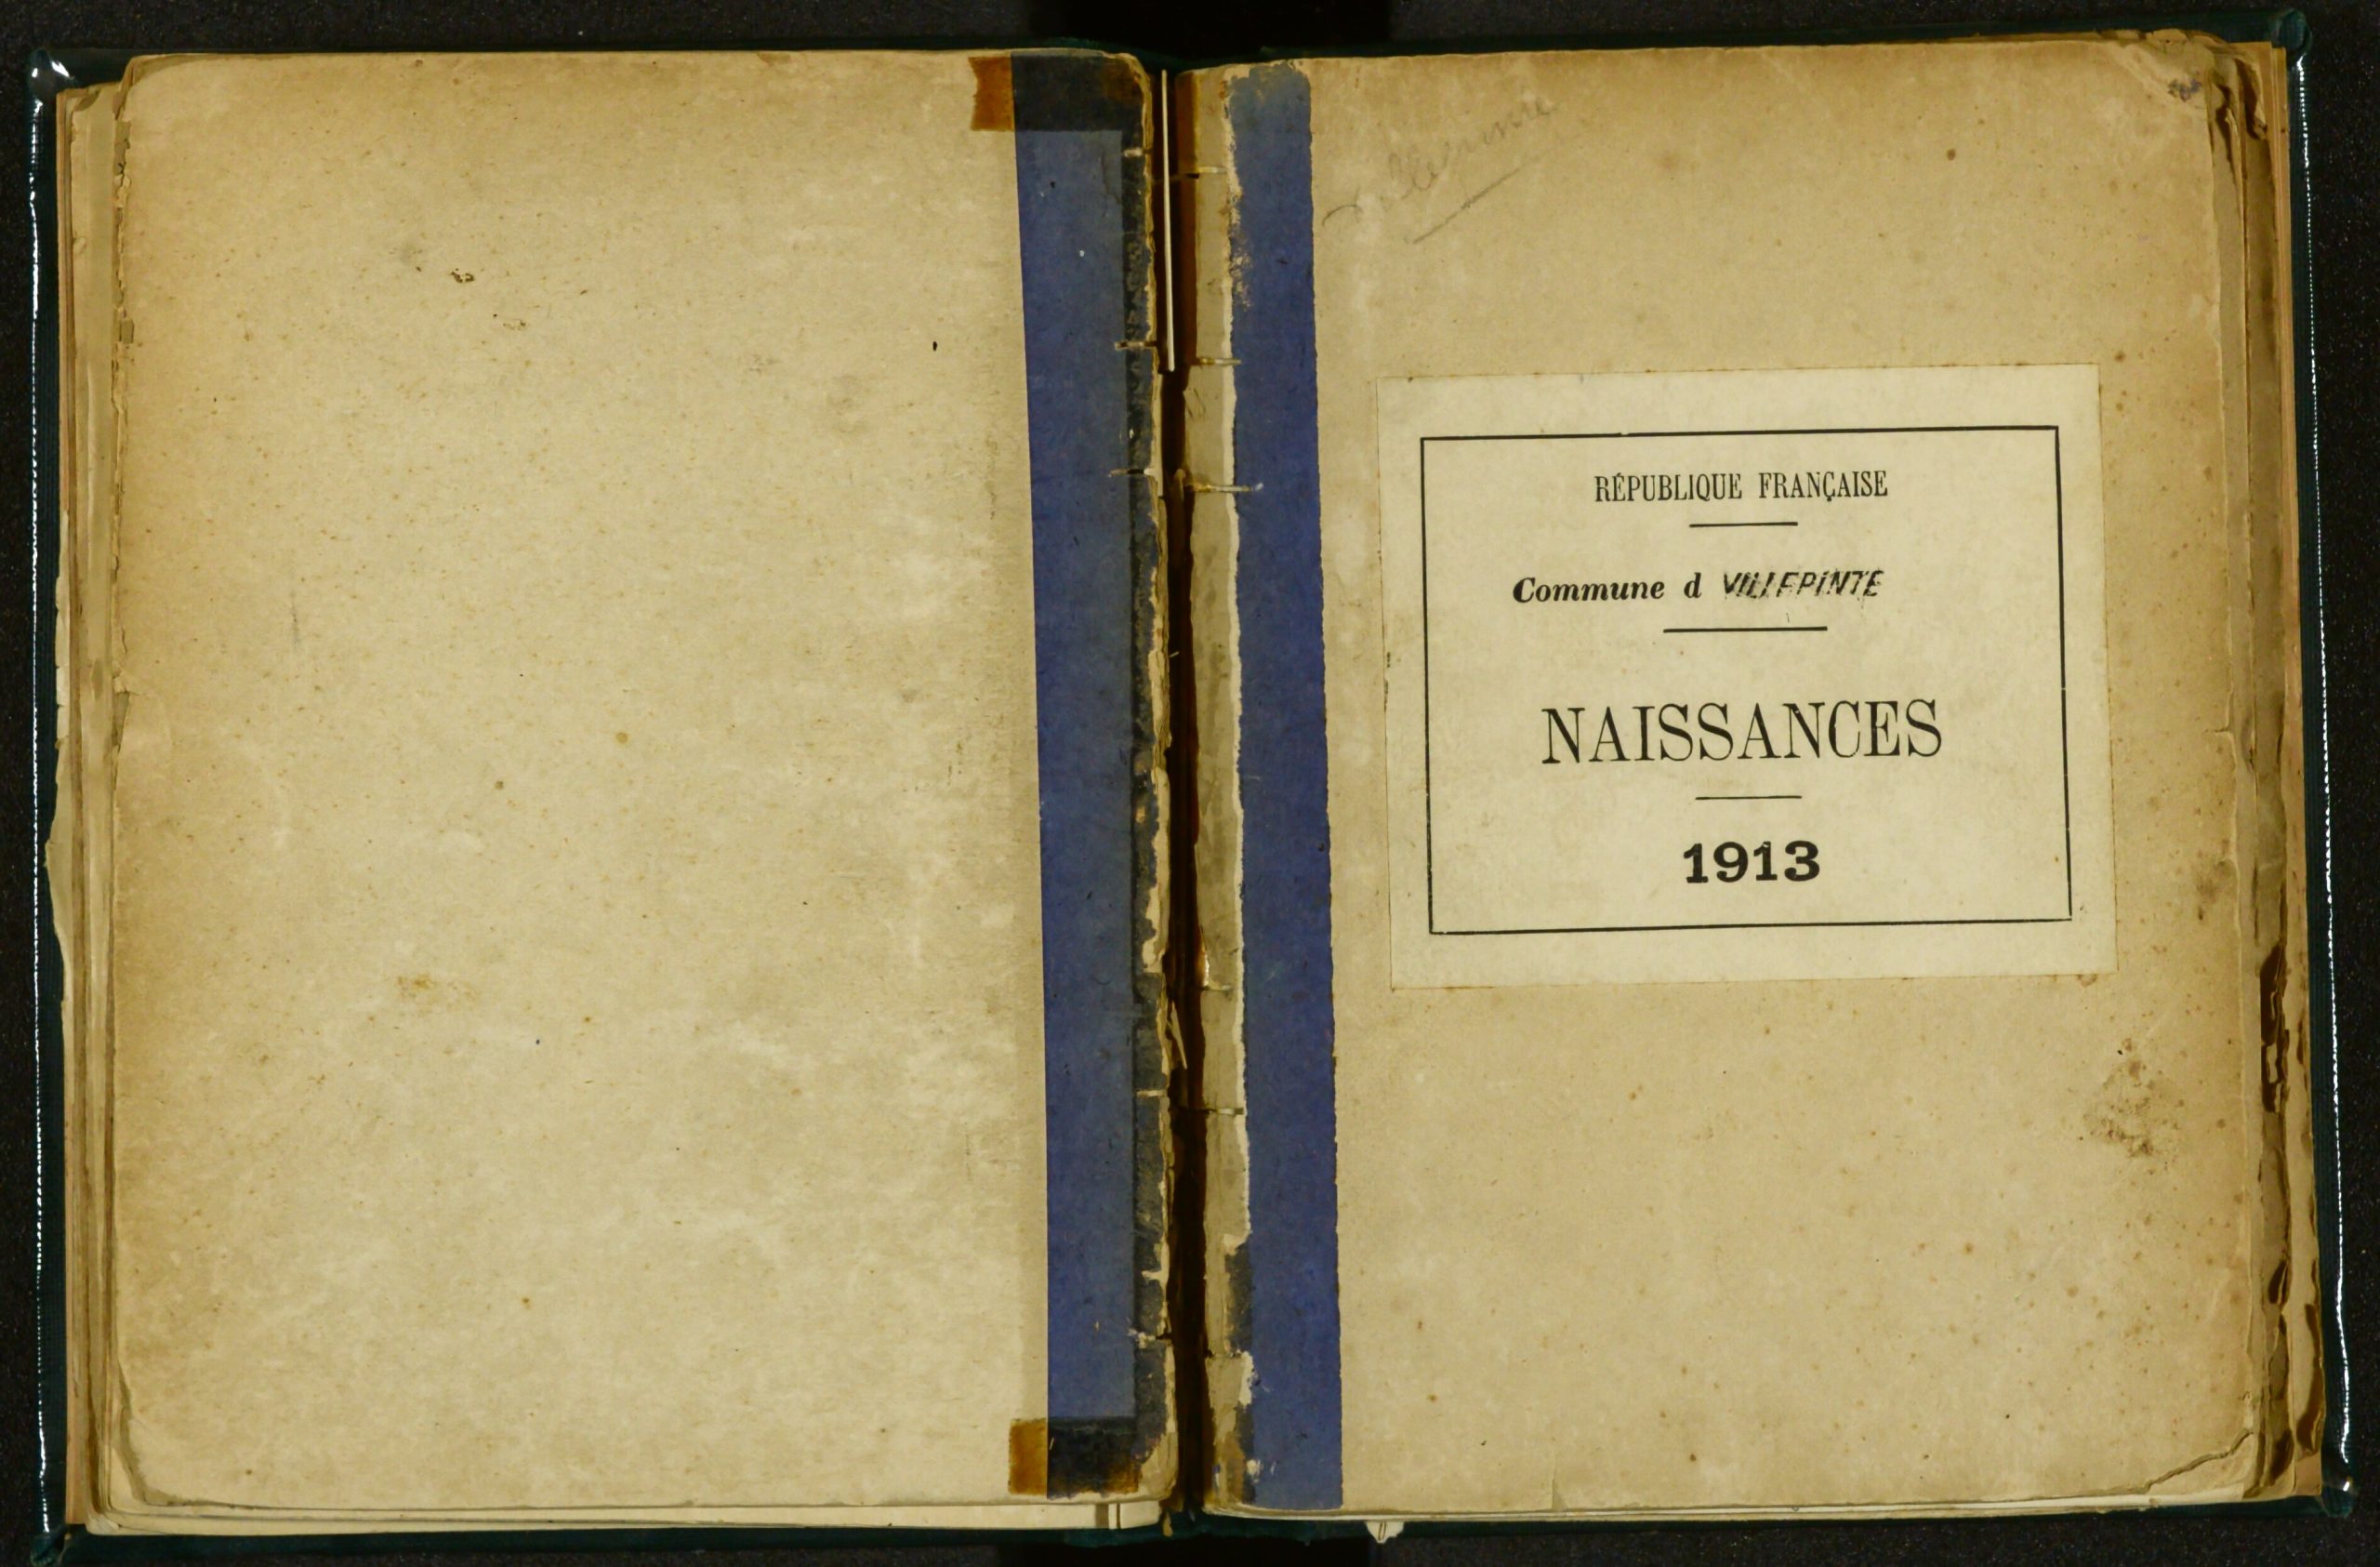 RÉPUBLIQUE FRANÇAISE
Commune d VILLEPINTE
NAISSANCES
1913